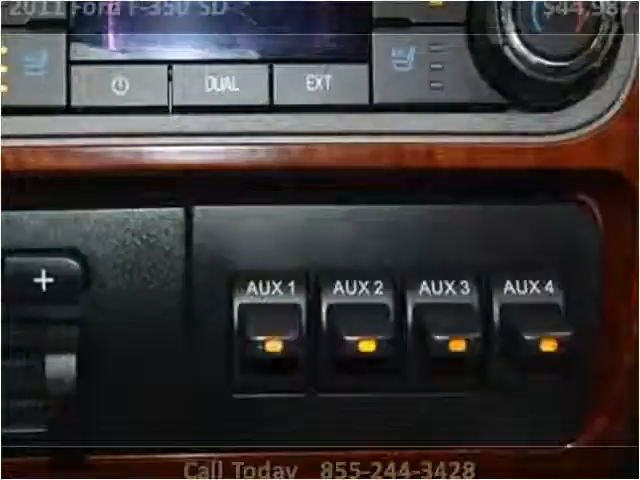 2011 Ford F-350 SD $44,987
DUAL EXT
+
AUX 1 AUX 2 AUX 3 AUX 4
Call Today 855-244-3428